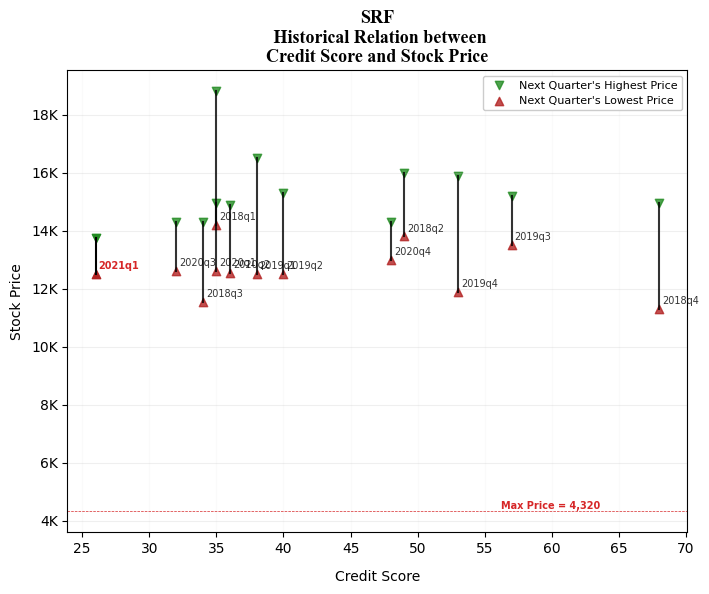 SRF
Historical Relation between
Credit Score and Stock Price
Next Quarter's Highest Price
Next Quarter's Lowest Price
18K
16K
14K
12K
10K
8K
6K
4K
Stock Price
2018q1
2018q2
2019q3
2020q4
2020q3
2020q1
2019q1
2019q2
2021q1
2018q3
2019q4
2018q4
Max Price = 4,320
25 30 35 40 45 50 55 60 65 70
Credit Score